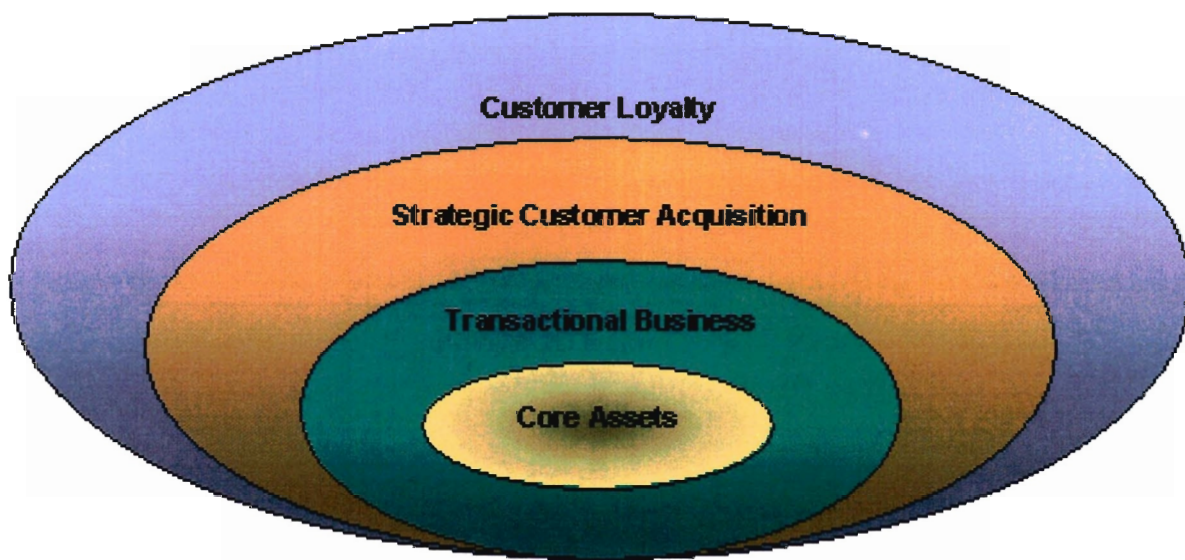 Customer Loyalty
Strategic Customer Acquisition
Transactional Business
Core Assets